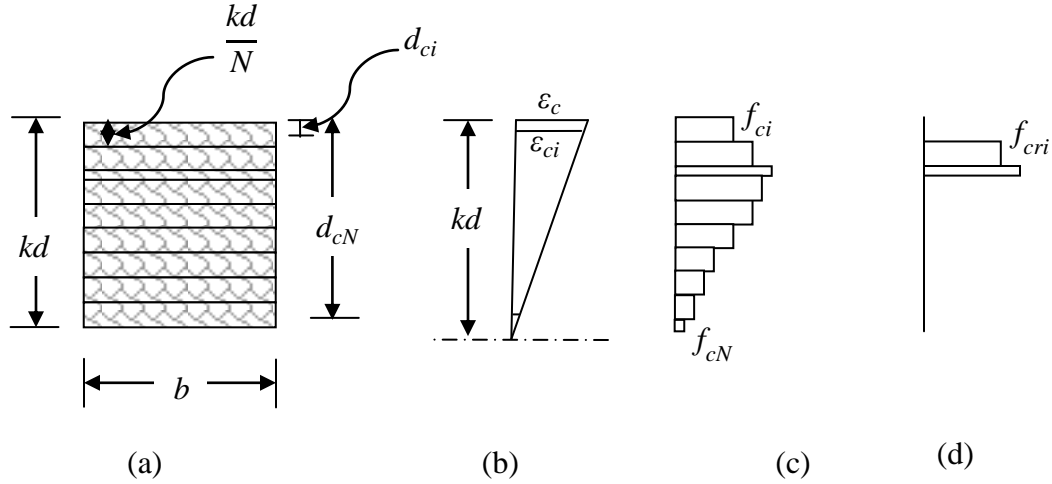 kd
N
d_ci
kd
d_cN
b
(a)
ε_c
ε_ci
kd
(b)
f_ci
f_cN
(c)
f_cri
(d)